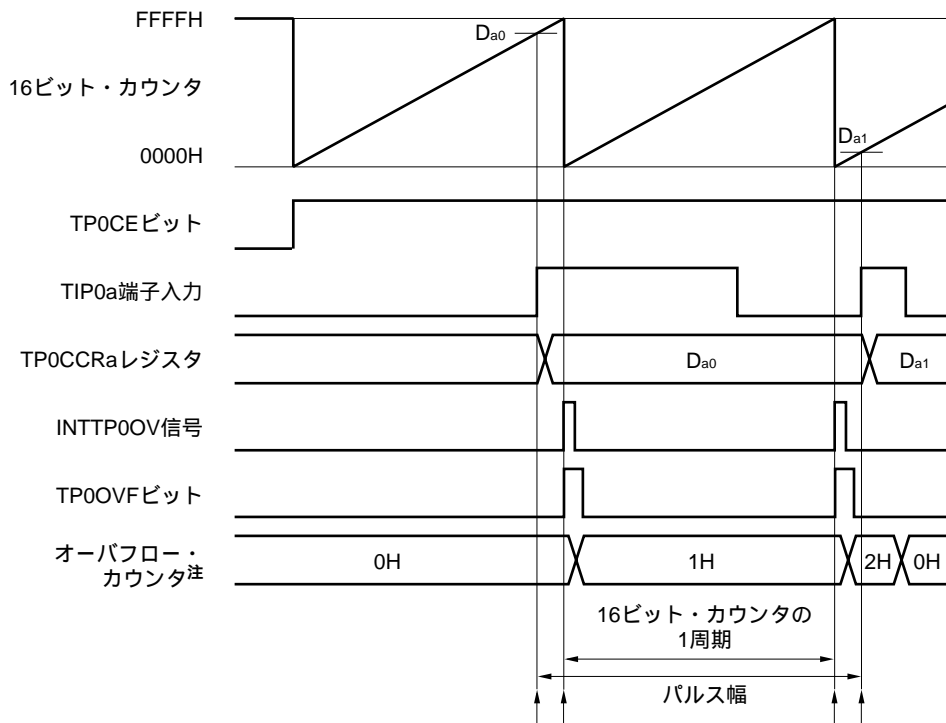 FFFFH
Da0
16ビット・カウンタ
Da1
0000H
TP0CEビット
TIP0a端子入力
TP0CCRaレジスタ
Da0
Da1
INTTP0OV信号
TP0OVFビット
オーバフロー・
カウンタ注
0H
1H
2H
0H
16ビット・カウンタの
1周期
パルス幅